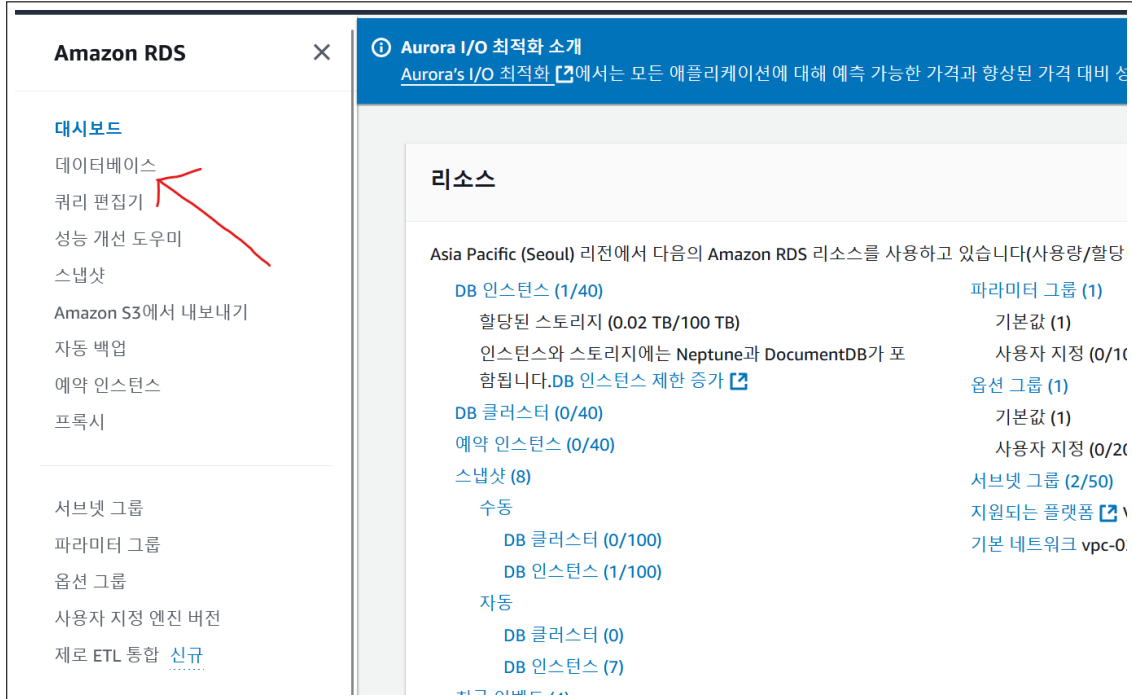 Amazon RDS
대시보드
데이터베이스
쿼리 편집기
성능 개선 도우미
스냅샷
Amazon S3에서 내보내기
자동 백업
예약 인스턴스
프록시
서브넷 그룹
파라미터 그룹
옵션 그룹
사용자 지정 엔진 버전
제로 ETL 통합 신규
Aurora I/O 최적화 소개
Aurora's I/O 최적화 에서는 모든 애플리케이션에 대해 예측 가능한 가격과 향상된 가격 대비
리소스
Asia Pacific (Seoul) 리전에서 다음의 Amazon RDS 리소스를 사용하고 있습니다(사용량/할당
DB 인스턴스 (1/40)
할당된 스토리지 (0.02 TB/100 TB)
인스턴스와 스토리지에는 Neptune과 DocumentDB가 포
함됩니다.DB 인스턴스 제한 증가
DB 클러스터 (0/40)
예약 인스턴스 (0/40)
스냅샷 (8)
수동
DB 클러스터 (0/100)
DB 인스턴스 (1/100)
자동
DB 클러스터 (0)
DB 인스턴스 (7)
파라미터 그룹 (1)
기본값 (1)
사용자 지정 (0/10
옵션 그룹 (1)
기본값 (1)
사용자 지정 (0/20
서브넷 그룹 (2/50)
지원되는 플랫폼
기본 네트워크 vpc-0